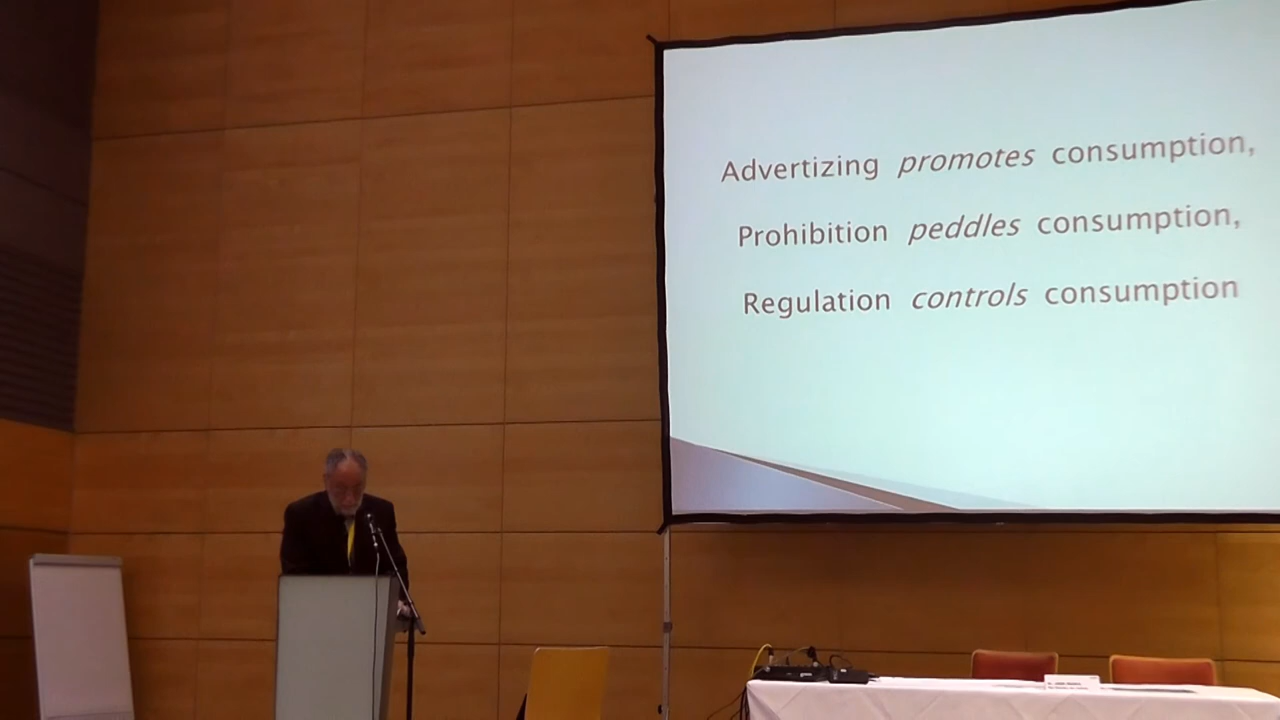 Advertizing promotes consumption,
Prohibition peddles consumption,
Regulation controls consumption